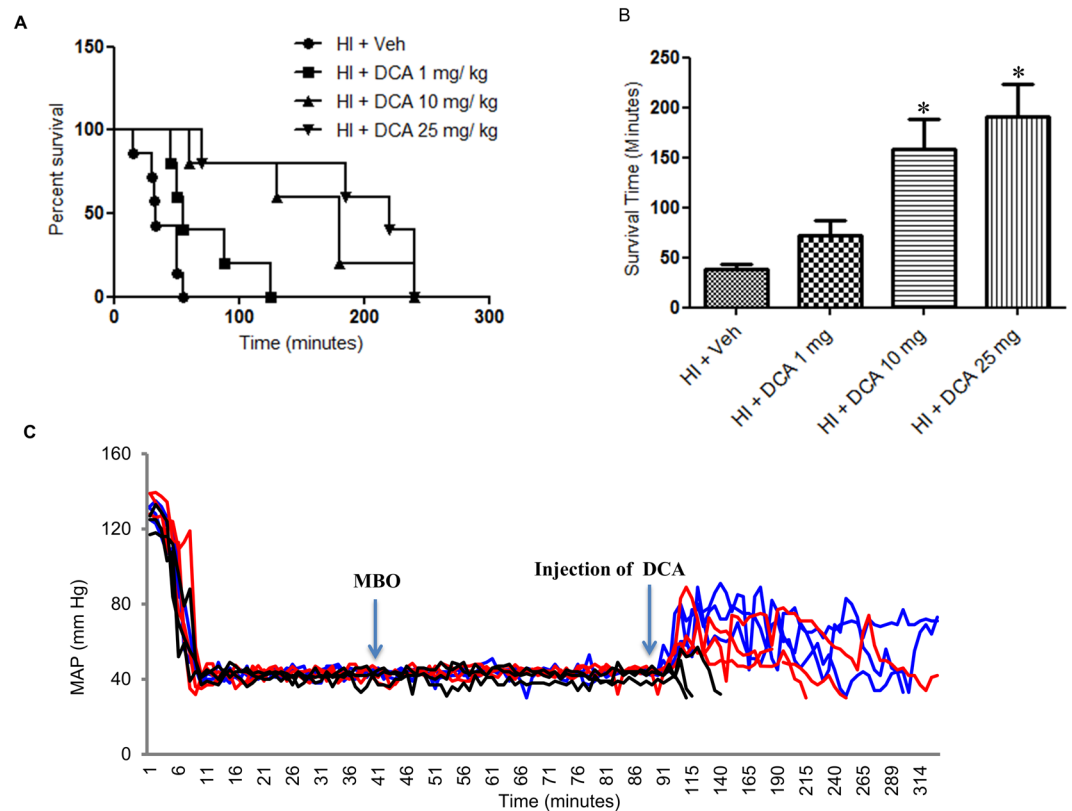 A
HI + Veh
HI + DCA 1 mg/ kg
HI + DCA 10 mg/ kg
HI + DCA 25 mg/ kg
Percent survival
150
100
50
0
0 100 200 300
Time (minutes)
B
Survival Time (Minutes)
250
200
150
100
50
0
* *
HI + Veh
HI + DCA 1 mg
HI + DCA 10 mg
HI + DCA 25 mg
C
MAP (mm Hg)
160
120
80
40
0
MBO
Injection of DCA
1 6 11 16 21 26 31 36 41 46 51 56 61 66 71 76 81 86 91 115 140 165 190 215 240 265 289 314
Time (minutes)